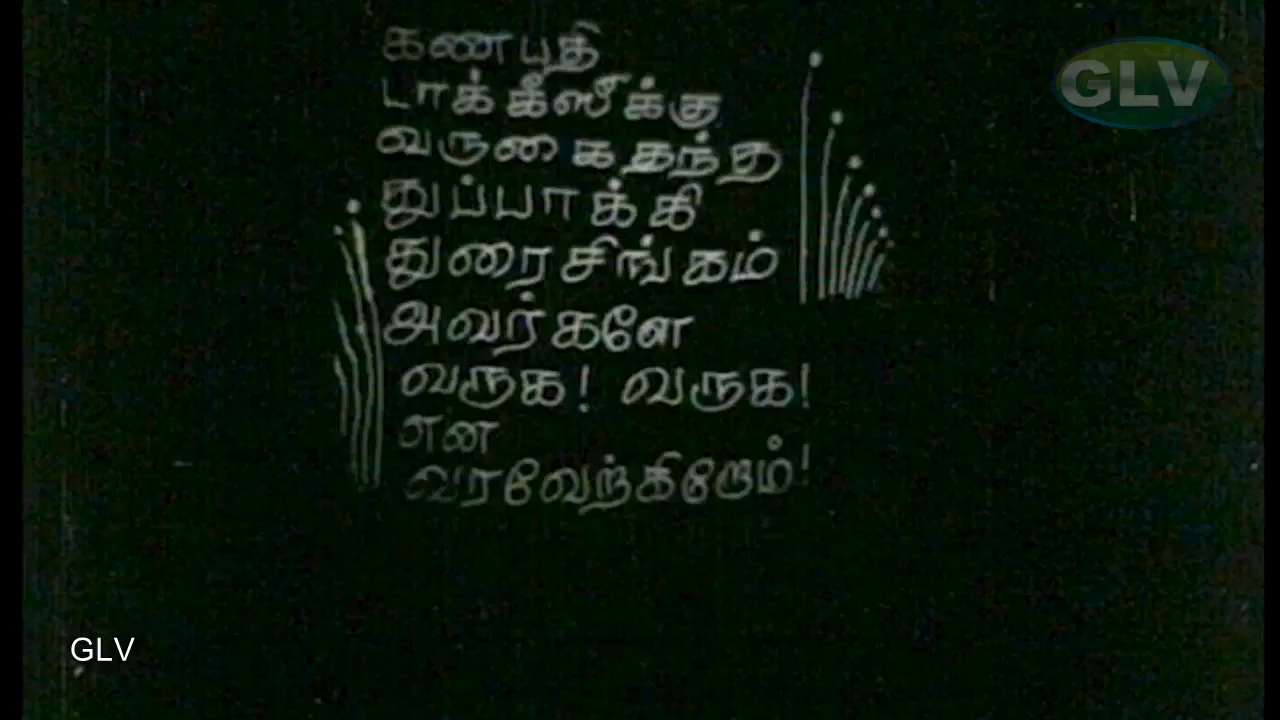 கணபதி
டாக்கீஸீக்கு
வருகைதந்த
துப்பாக்கி
துரைசிங்கம்
அவர்களே
வருக! வருக!
என
வரவேற்கிறோம்!
GLV
GLV